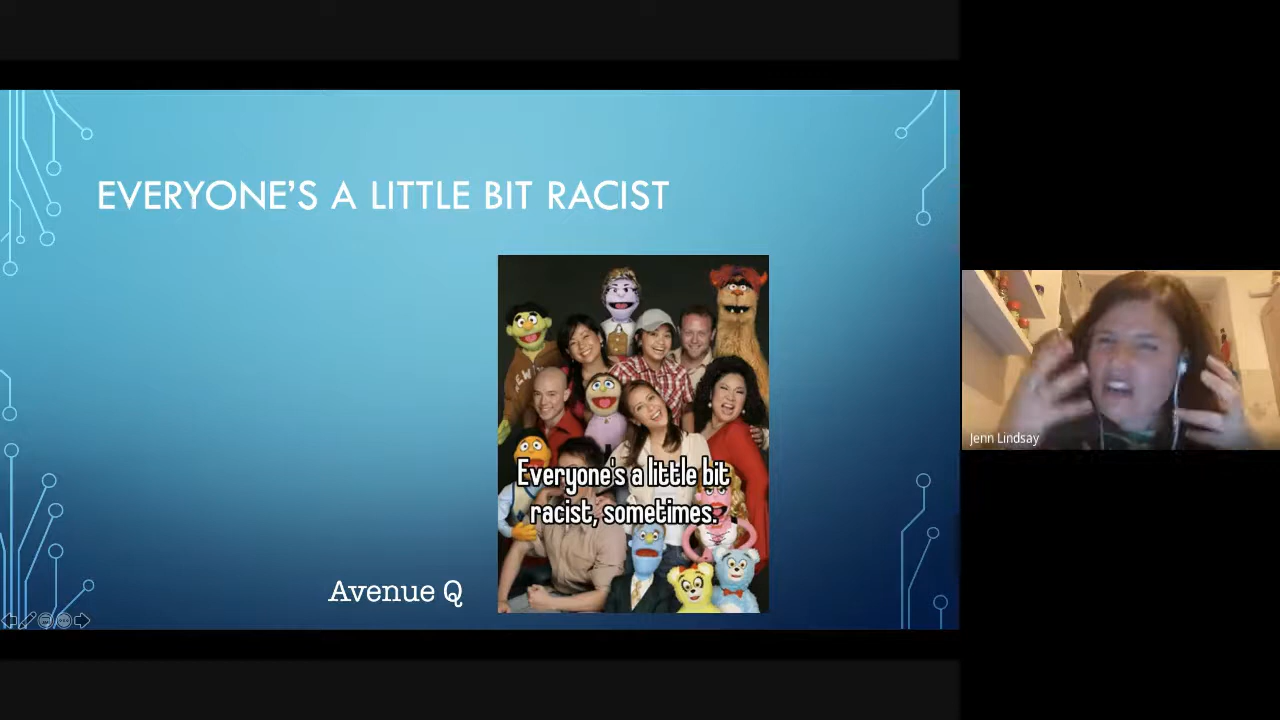 EVERYONE'S A LITTLE BIT RACIST
Everyone's a little bit
racist, sometimes.
Avenue Q
Jenn Lindsay